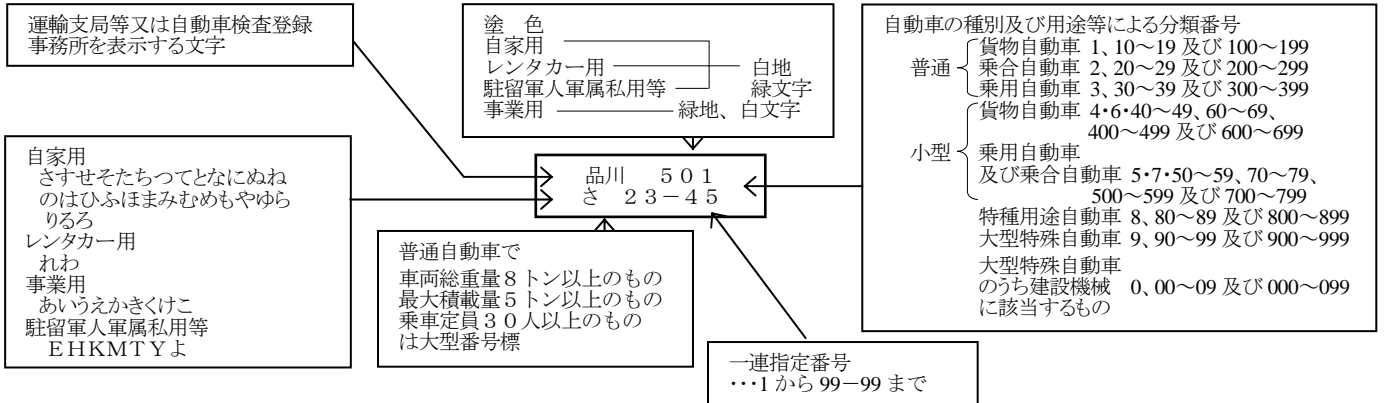 運輸支局等又は自動車検査登録
事務所を表示する文字
塗 色
自家用
レンタカー用 白地
駐留軍人軍属私用等 緑文字
事業用 緑地、白文字
自動車の種別及び用途等による分類番号
貨物自動車 1、10～19 及び 100～199
普通 乗合自動車 2、20～29 及び 200～299
乗用自動車 3、30～39 及び 300～399
貨物自動車 4・6・40～49、60～69、
400～499 及び 600～699
小型 乗用自動車
及び乗合自動車 5・7・50～59、70～79、
500～599 及び 700～799
特種用途自動車 8、80～89 及び 800～899
大型特殊自動車 9、90～99 及び 900～999
大型特殊自動車
のうち建設機械 0、00～09 及び 000～099
に該当するもの
自家用
さすせそたちつてとなにぬね
のはひふほまみむめもやゆら
りるろ
レンタカー用
れわ
事業用
あいうえかきくけこ
駐留軍人軍属私用等
ＥＨＫＭＴＹよ
品川 ５０１
さ ２３－４５
普通自動車で
車両総重量８トン以上のもの
最大積載量５トン以上のもの
乗車定員３０人以上のもの
は大型番号標
一連指定番号
・・・1 から 99－99 まで